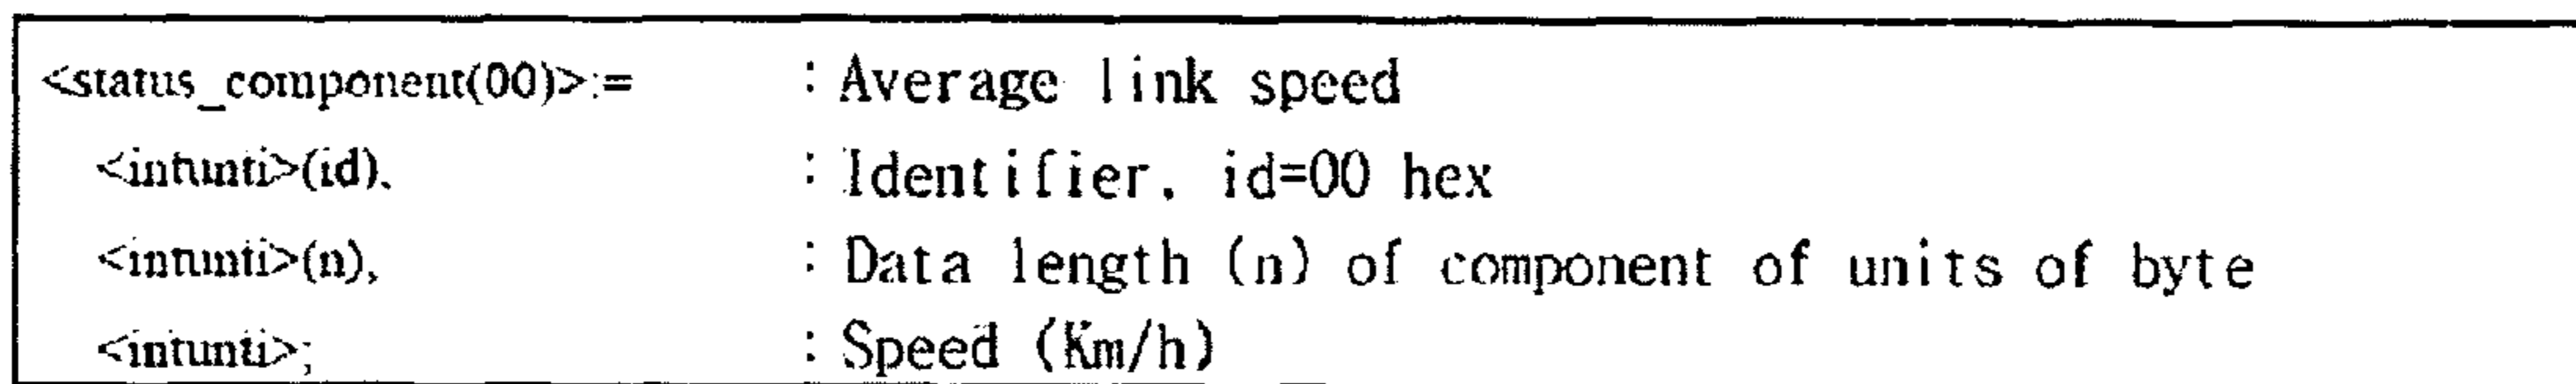 <status_component(00)>:= : Average link speed
<intunti>(id), : Identifier, id=00 hex
<intunti>(n), : Data length (n) of component of units of byte
<intunti>; : Speed (Km/h)